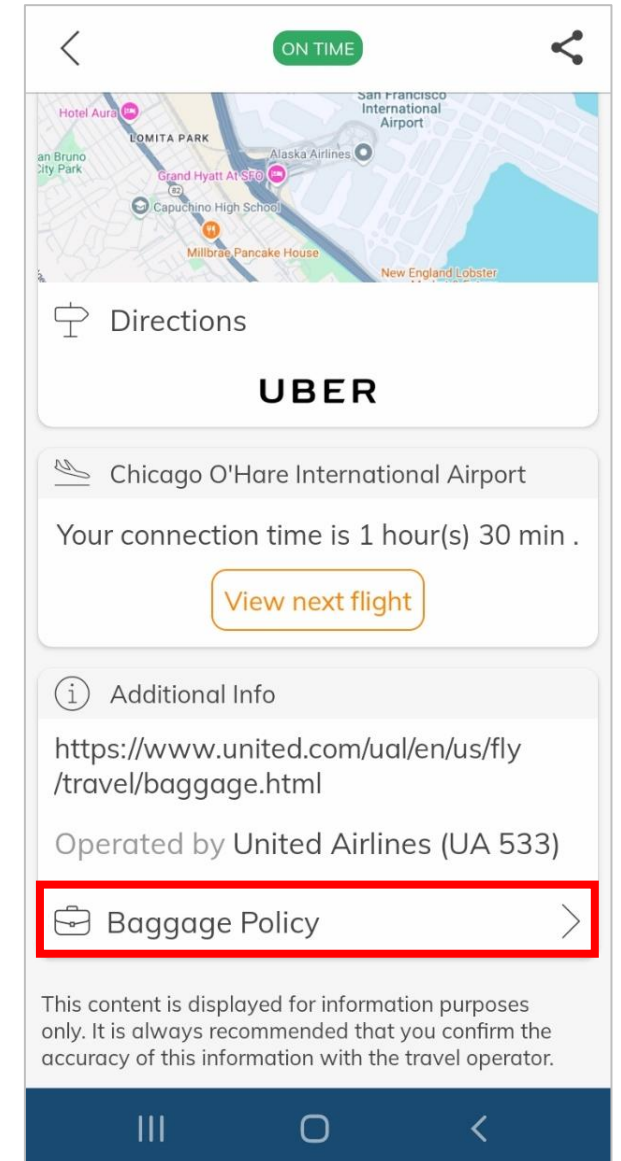 ON TIME
San Francisco
International
Airport
Hotel Aura
LOMITA PARK
Alaska Airlines
an Bruno
City Park
Grand Hyatt At SFO
82
Capuchino High School
Millbrae Pancake House
New England Lobster
Directions
UBER
Chicago O'Hare International Airport
Your connection time is 1 hour(s) 30 min .
View next flight
Additional Info
https://www.united.com/ual/en/us/fly
/travel/baggage.html
Operated by United Airlines (UA 533)
Baggage Policy
This content is displayed for information purposes
only. It is always recommended that you confirm the
accuracy of this information with the travel operator.